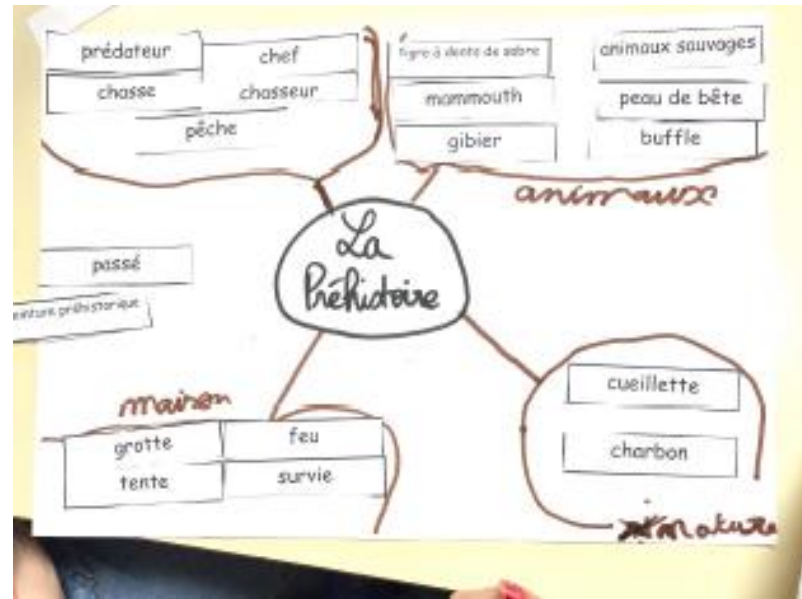 prédateur
chef
chasse
chasseur
pêche
tigre à dents de sabre
animaux sauvages
mammouth
peau de bête
gibier
buffle
animaux
La
Préhistoire
passé
peinture préhistorique
maison
grotte
feu
tente
survie
cueillette
charbon
nature